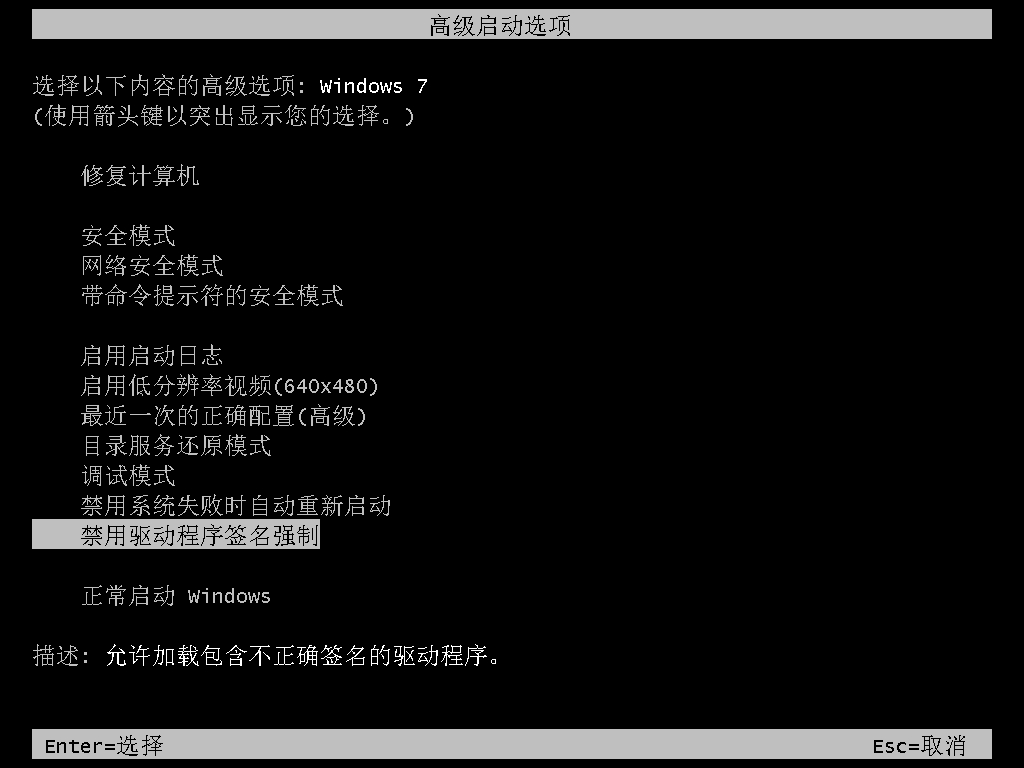 高级启动选项
选择以下内容的高级选项: Windows 7
(使用箭头键以突出显示您的选择。)
修复计算机
安全模式
网络安全模式
带命令提示符的安全模式
启用启动日志
启用低分辨率视频(640x480)
最近一次的正确配置(高级)
目录服务还原模式
调试模式
禁用系统失败时自动重新启动
禁用驱动程序签名强制
正常启动 Windows
描述: 允许加载包含不正确签名的驱动程序。
Enter=选择 Esc=取消